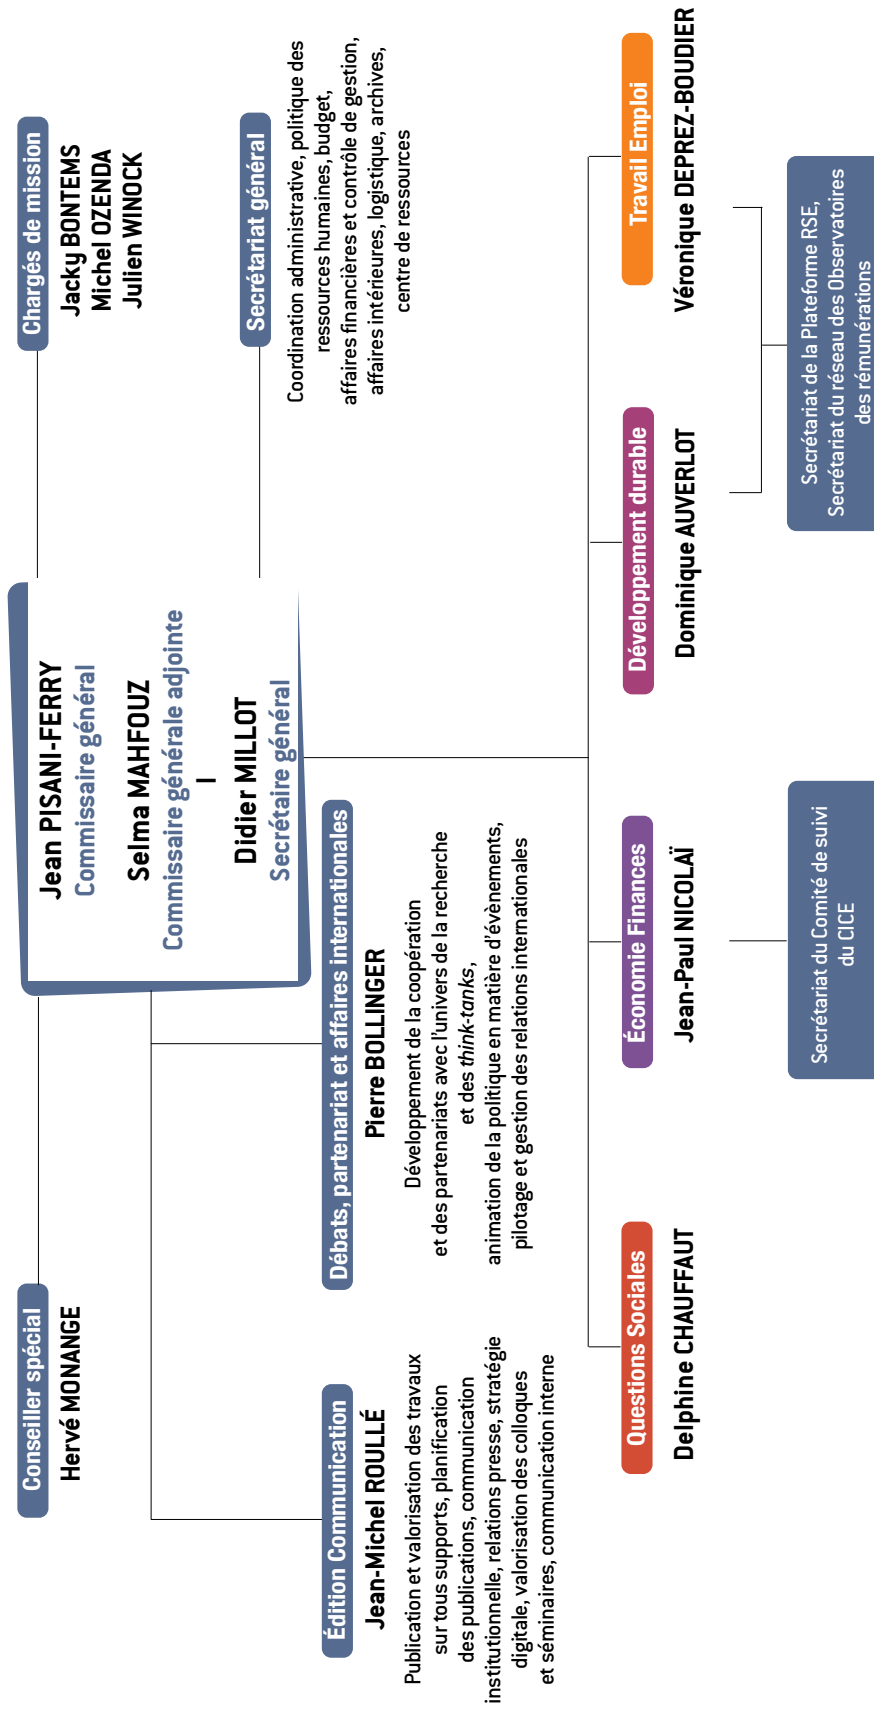 Jean PISANI-FERRY
Commissaire général
Selma MAHFOUZ
Commissaire générale adjointe
Didier MILLOT
Secrétaire général
Conseiller spécial
Hervé MONANGE
Chargés de mission
Jacky BONTEMS
Michel OZENDA
Julien WINOCK
Secrétariat général
Coordination administrative, politique des
ressources humaines, budget,
affaires financières et contrôle de gestion,
affaires intérieures, logistique, archives,
centre de ressources
Édition Communication
Jean-Michel ROULLÉ
Publication et valorisation des travaux
sur tous supports, planification
des publications, communication
institutionnelle, relations presse, stratégie
digitale, valorisation des colloques
et séminaires, communication interne
Débats, partenariat et affaires internationales
Pierre BOLLINGER
Développement de la coopération
et des partenariats avec l'univers de la recherche
et des think-tanks,
animation de la politique en matière d'évènements,
pilotage et gestion des relations internationales
Questions Sociales
Delphine CHAUFFAUT
Économie Finances
Jean-Paul NICOLAÏ
Développement durable
Dominique AUVERLOT
Travail Emploi
Véronique DEPREZ-BOUDIER
Secrétariat du Comité de suivi
du CICE
Secrétariat de la Plateforme RSE,
Secrétariat du réseau des Observatoires
des rémunérations